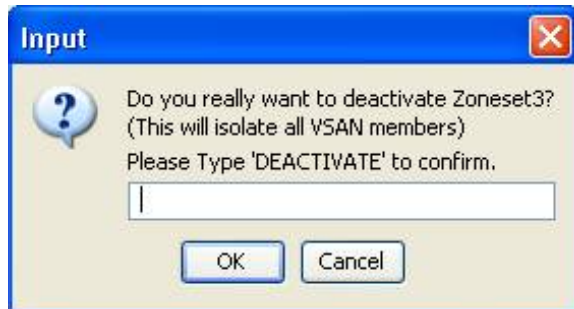 Input
Do you really want to deactivate Zoneset3?
(This will isolate all VSAN members)
Please Type 'DEACTIVATE' to confirm.
OK Cancel